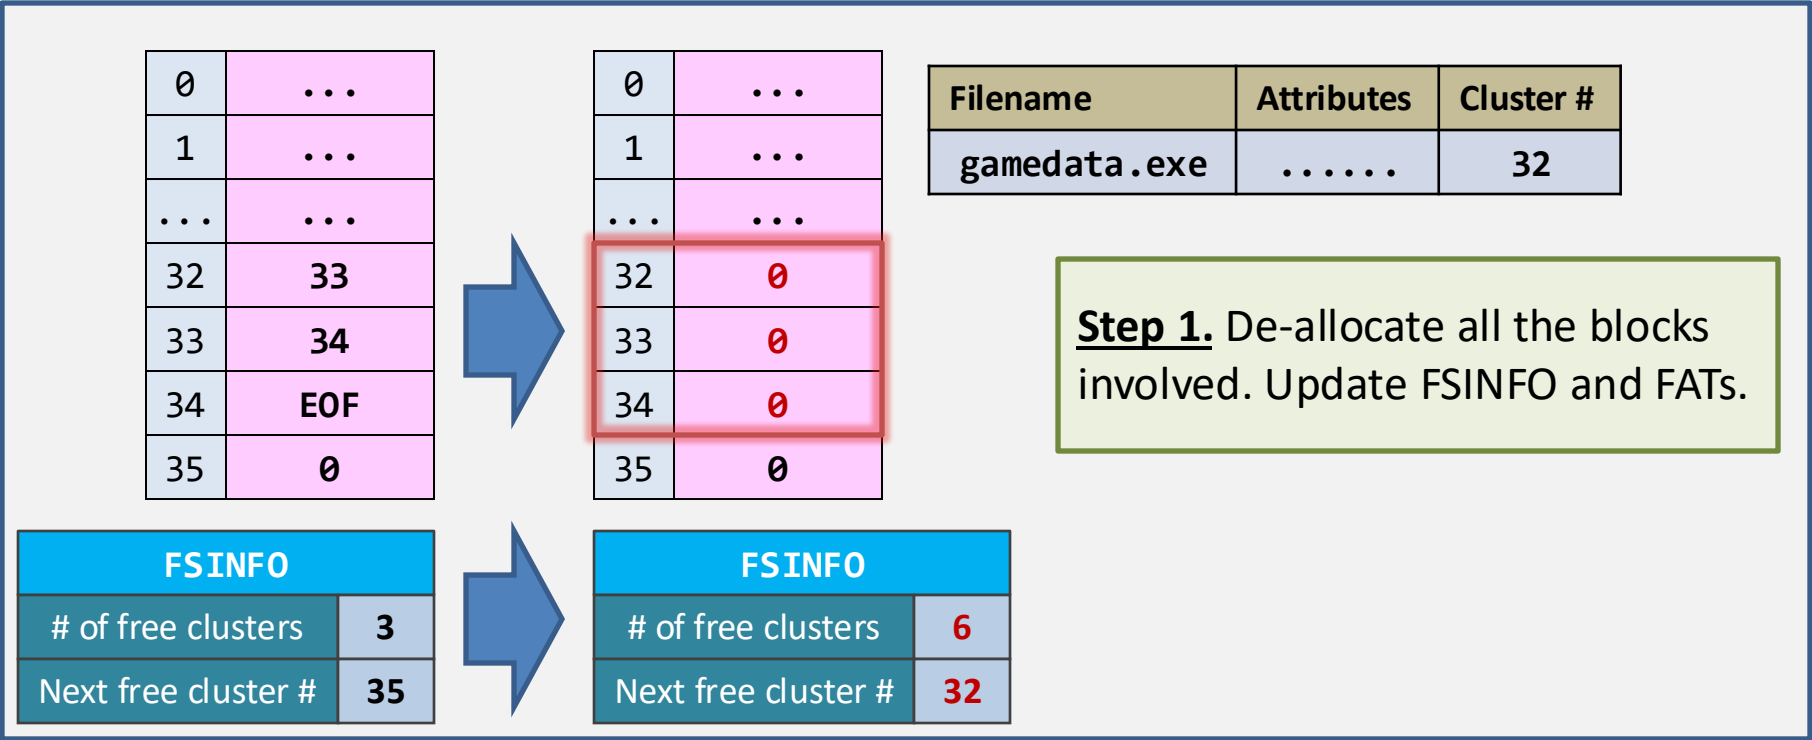 0 ...
1 ...
... ...
32 33
33 34
34 EOF
35 0
0 ...
1 ...
... ...
32 0
33 0
34 0
35 0
Filename Attributes Cluster #
gamedata.exe ...... 32
Step 1. De-allocate all the blocks
involved. Update FSINFO and FATs.
FSINFO
# of free clusters 3
Next free cluster # 35
FSINFO
# of free clusters 6
Next free cluster # 32